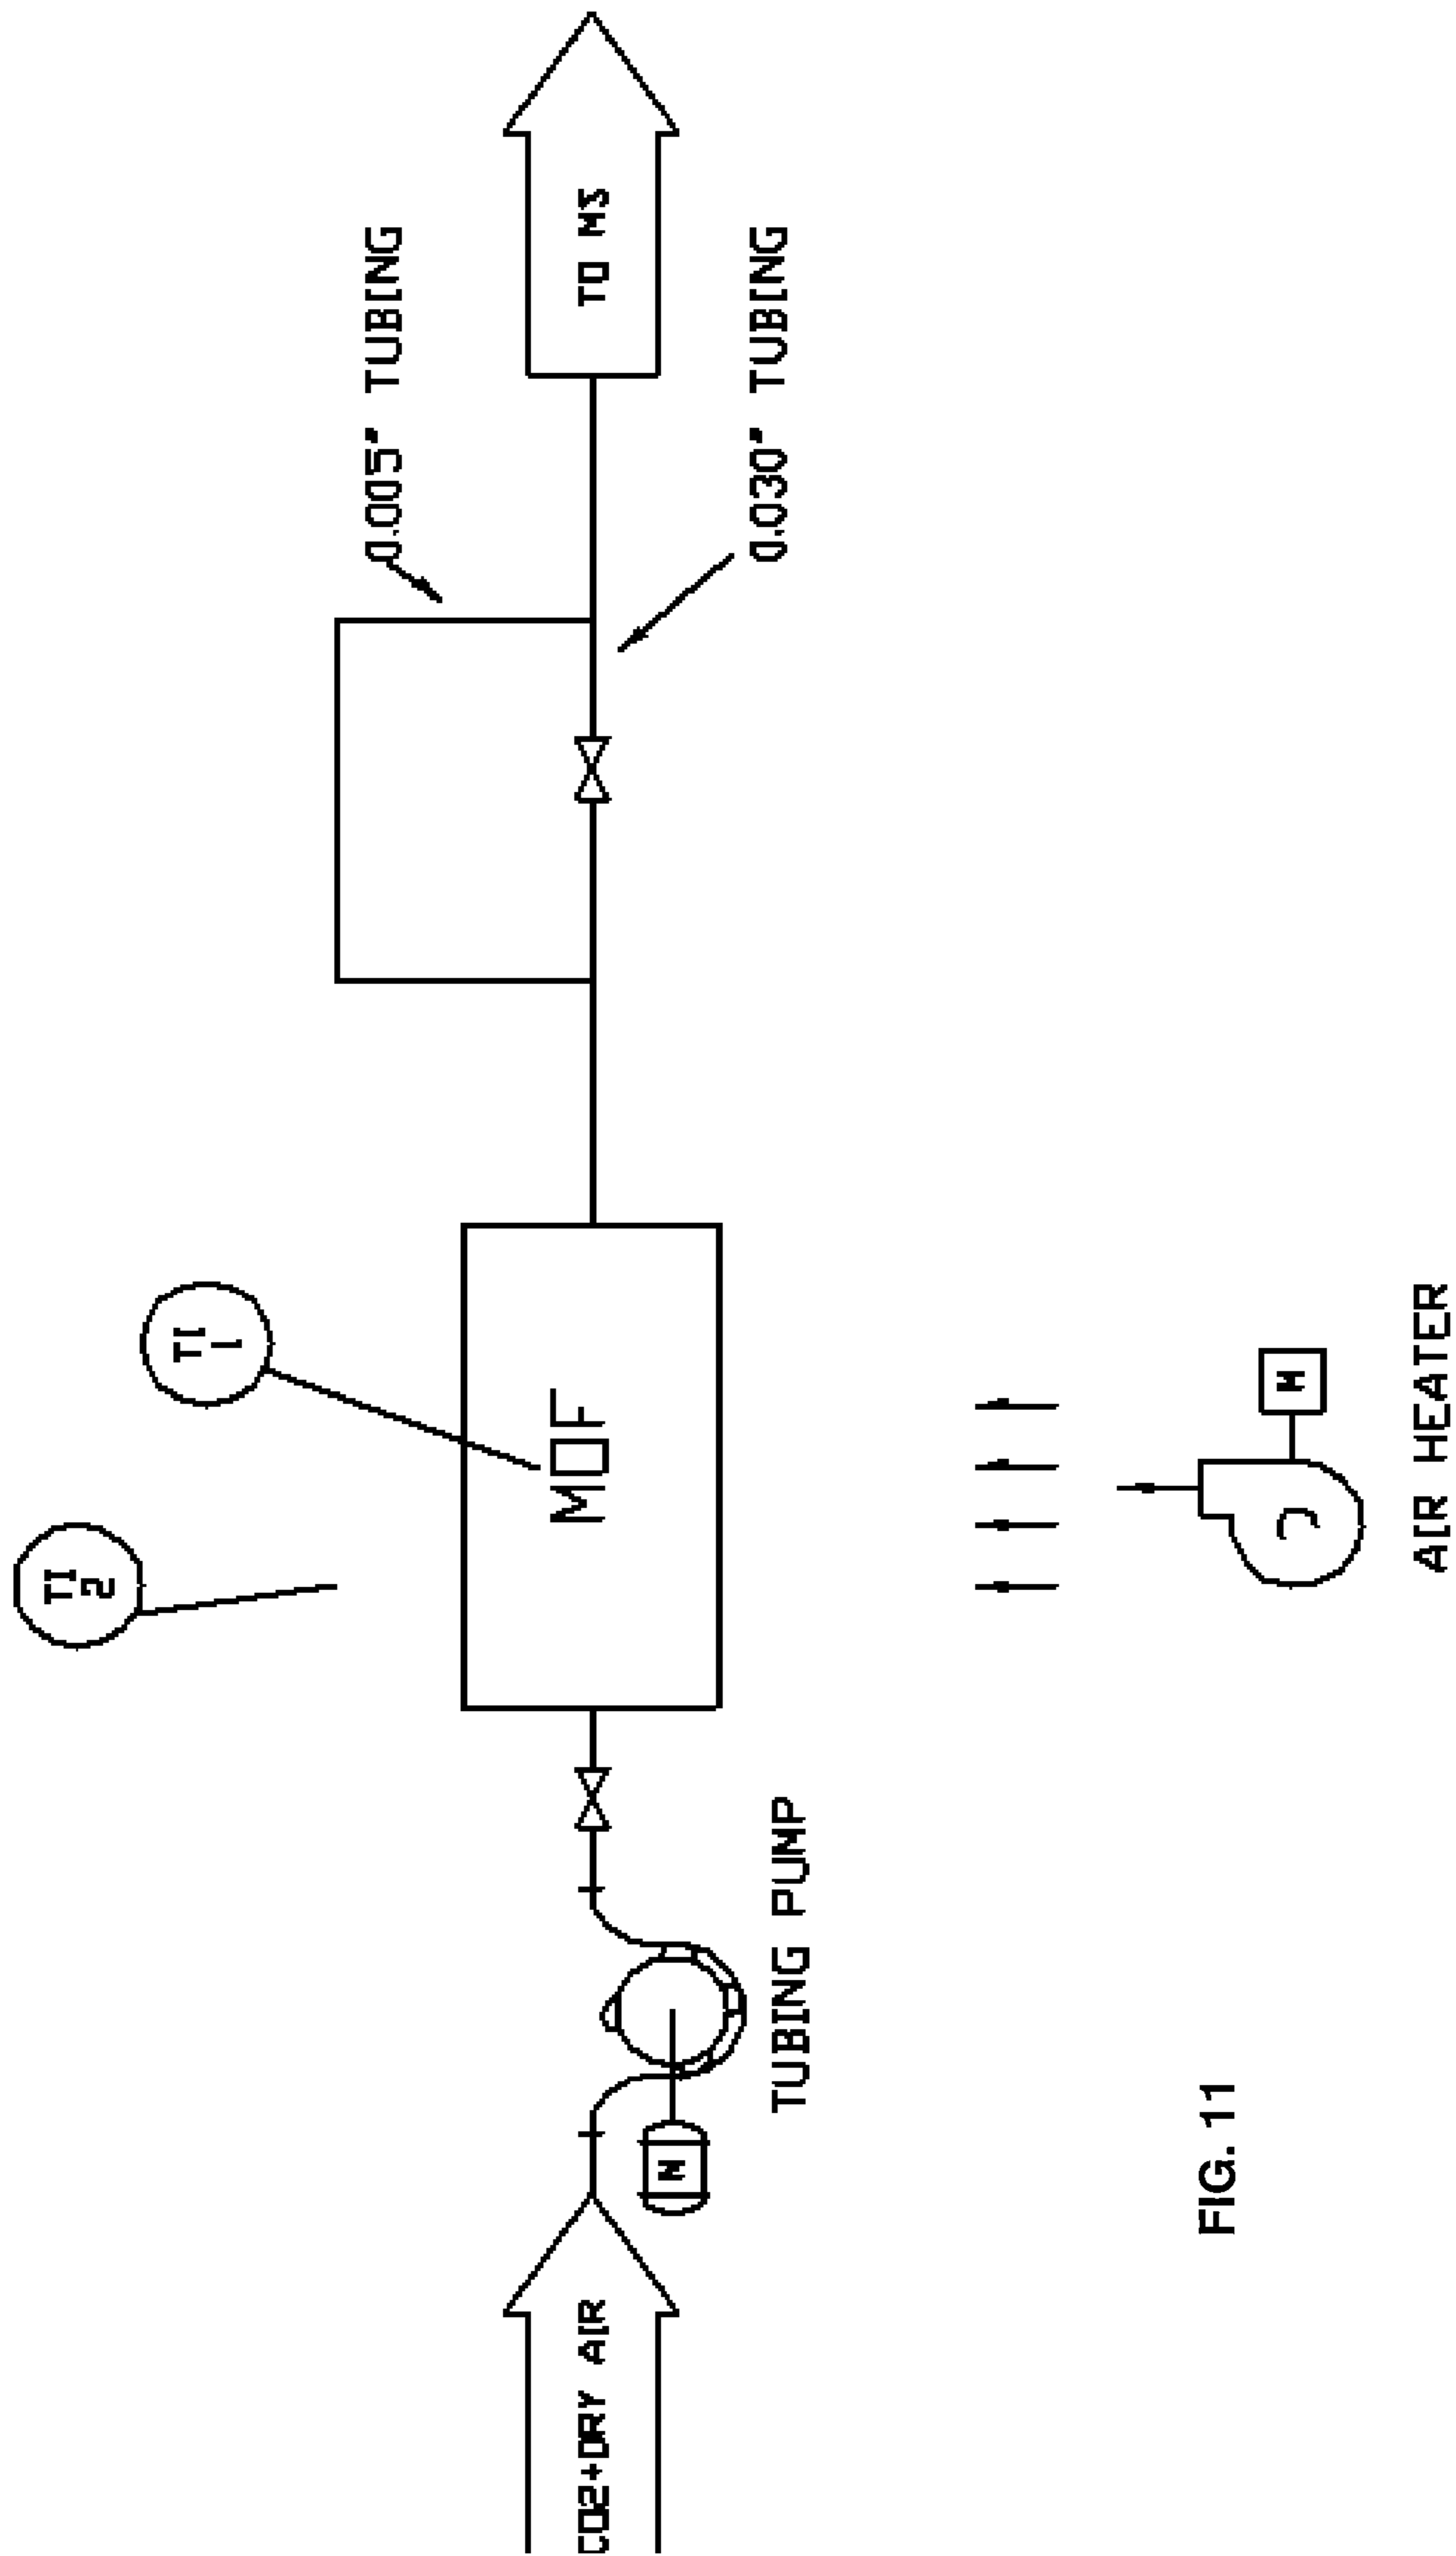 TI
2
TI
1
0.005" TUBING
CO2+DRY AIR
M
MOF
TO MS
TUBING PUMP
0.030" TUBING
M
AIR HEATER
FIG. 11